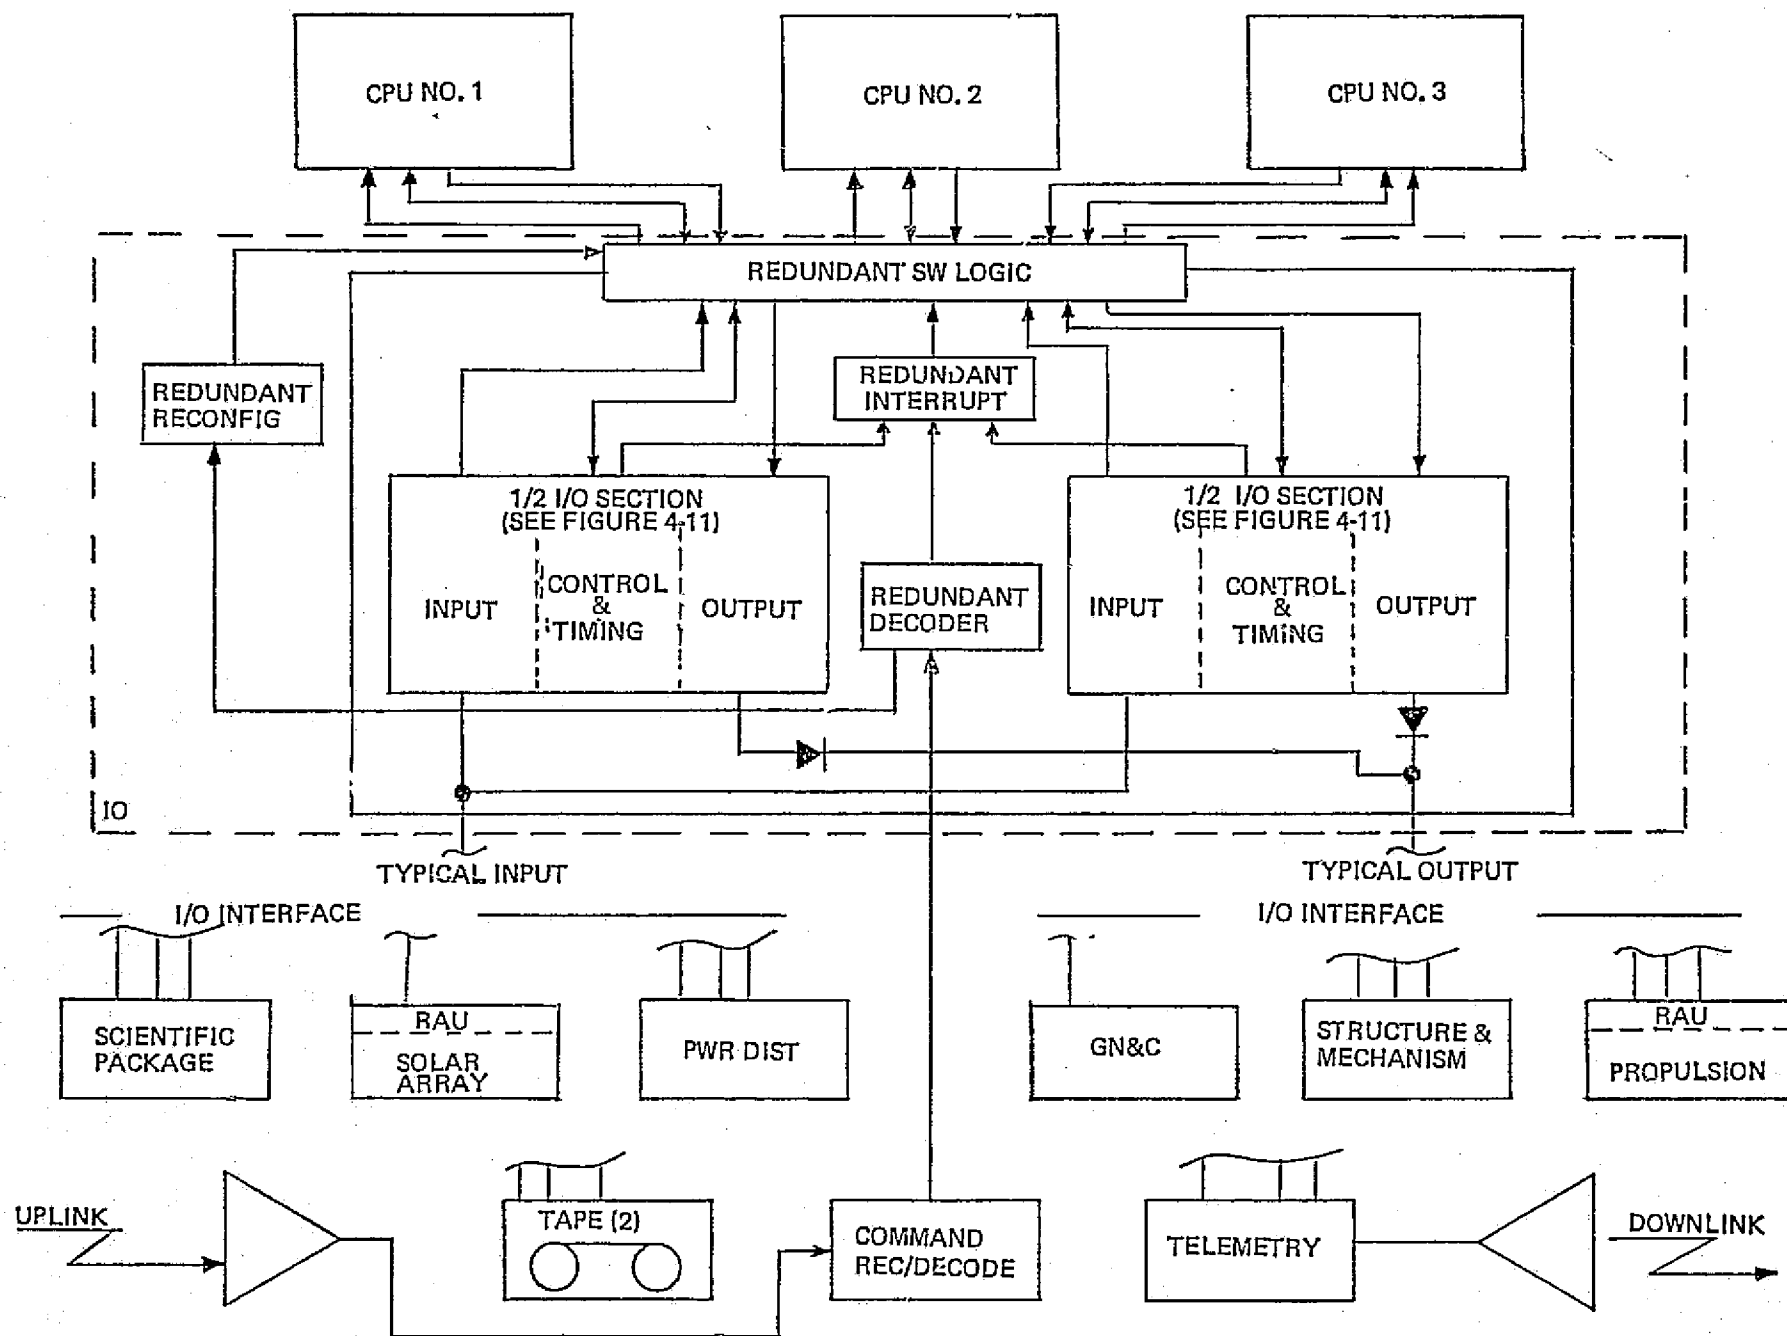 CPU NO. 1
CPU NO. 2
CPU NO. 3
REDUNDANT SW LOGIC
REDUNDANT
RECONFIG
REDUNDANT
INTERRUPT
1/2 I/O SECTION
(SEE FIGURE 4-11)
INPUT
CONTROL
&
TIMING
OUTPUT
REDUNDANT
DECODER
1/2 I/O SECTION
(SEE FIGURE 4-11)
INPUT
CONTROL
&
TIMING
OUTPUT
IO
TYPICAL INPUT
TYPICAL OUTPUT
I/O INTERFACE
I/O INTERFACE
SCIENTIFIC
PACKAGE
RAU
SOLAR
ARRAY
PWR DIST
GN&C
STRUCTURE &
MECHANISM
RAU
PROPULSION
UPLINK
TAPE (2)
COMMAND
REC/DECODE
TELEMETRY
DOWNLINK